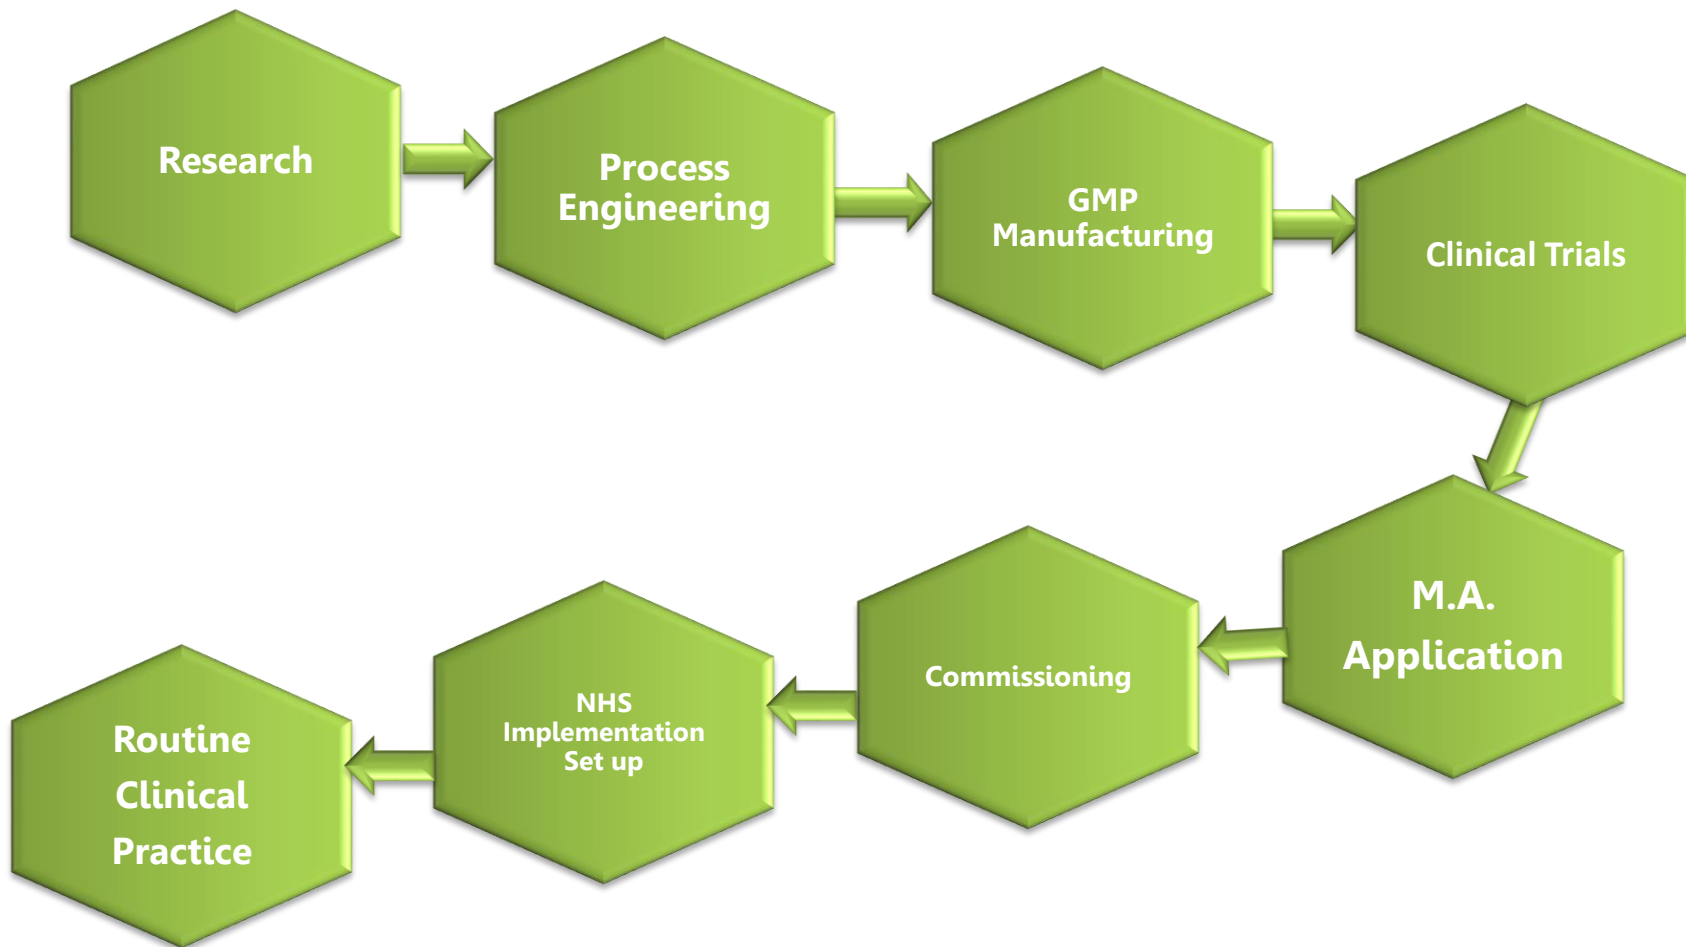 Research
Process
Engineering
GMP
Manufacturing
Clinical Trials
M.A.
Application
Commissioning
NHS
Implementation
Set up
Routine
Clinical
Practice